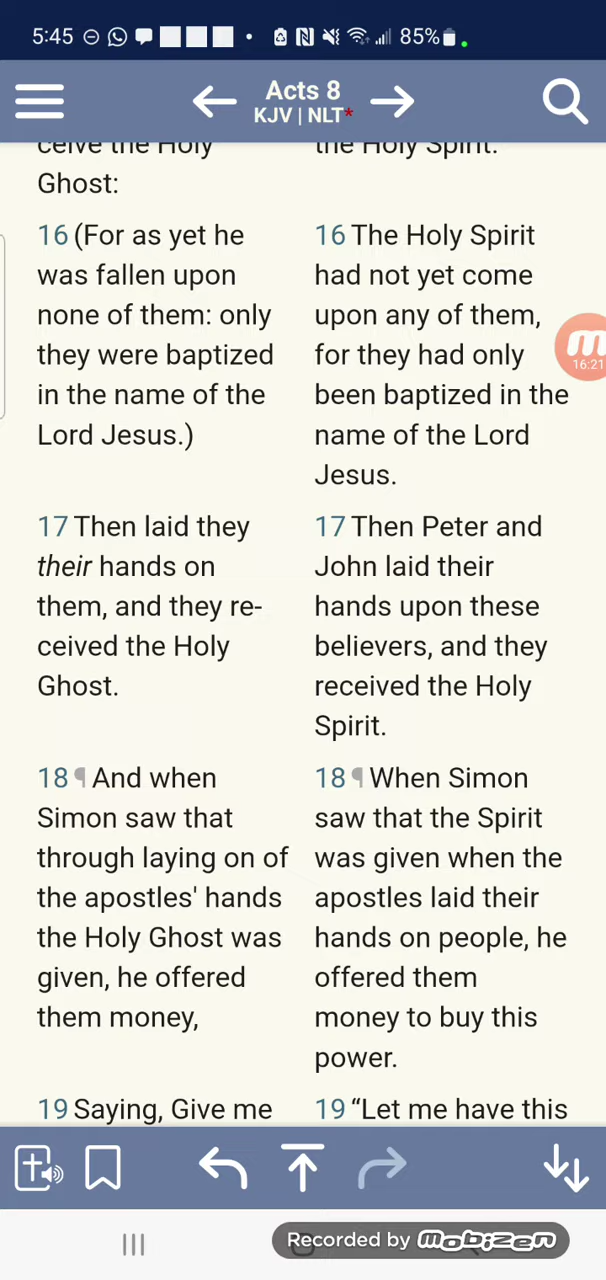 5:45 85%
Acts 8
KJV | NLT*
16:21
ceive the Holy
Ghost:
16 (For as yet he
was fallen upon
none of them: only
they were baptized
in the name of the
Lord Jesus.)
17 Then laid they
their hands on
them, and they re-
ceived the Holy
Ghost.
18 ¶ And when
Simon saw that
through laying on of
the apostles' hands
the Holy Ghost was
given, he offered
them money,
19 Saying, Give me
the Holy Spirit.
16 The Holy Spirit
had not yet come
upon any of them,
for they had only
been baptized in the
name of the Lord
Jesus.
17 Then Peter and
John laid their
hands upon these
believers, and they
received the Holy
Spirit.
18 ¶ When Simon
saw that the Spirit
was given when the
apostles laid their
hands on people, he
offered them
money to buy this
power.
19 “Let me have this
Recorded by mobizen